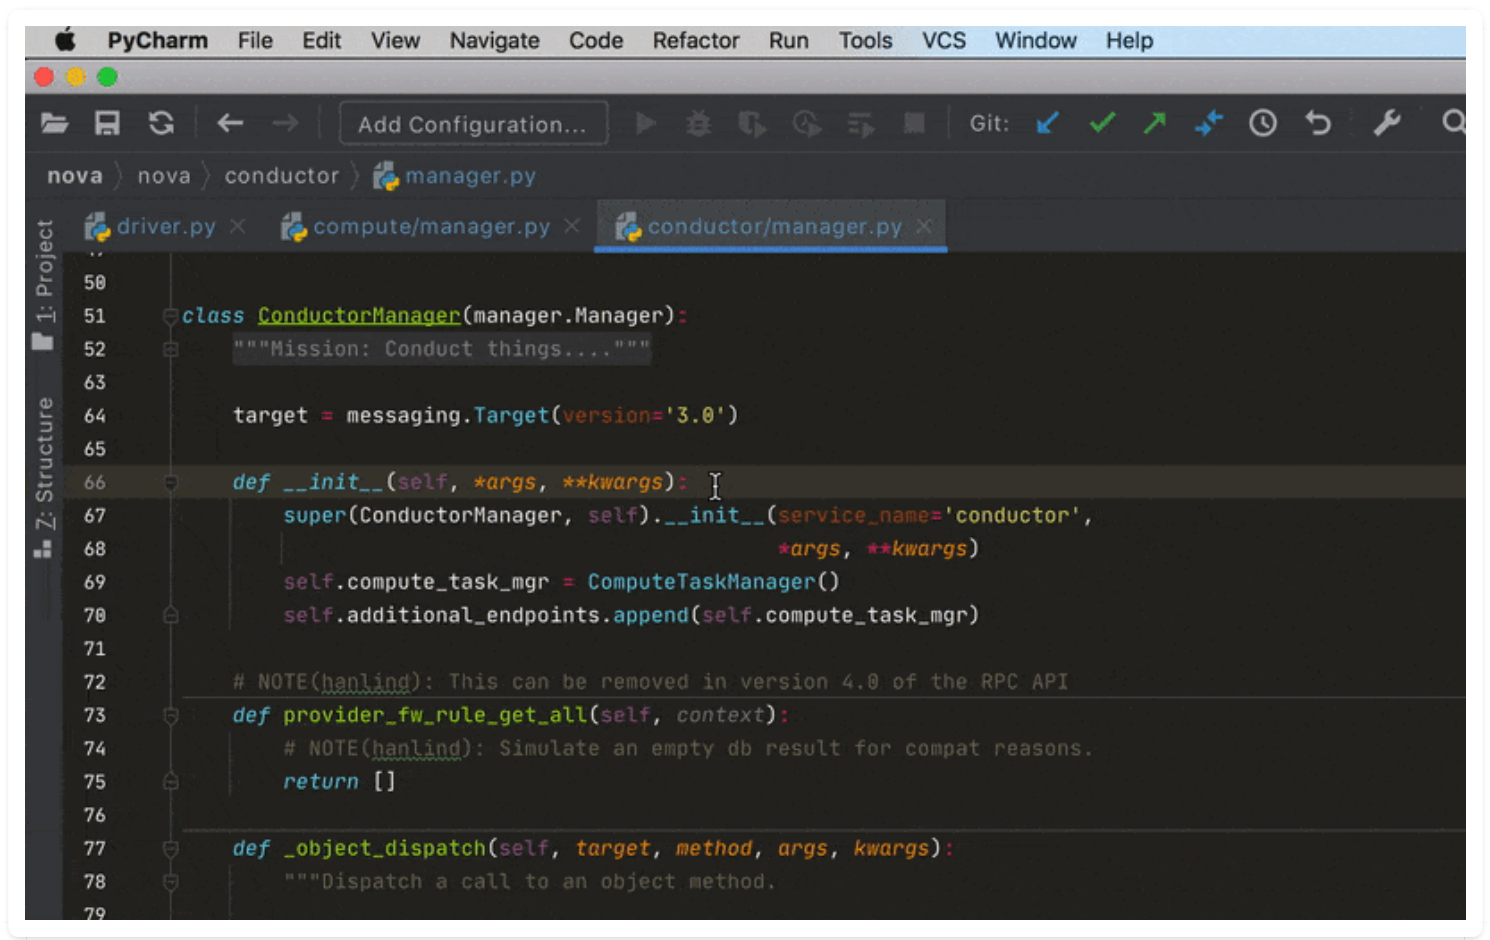 PyCharm File Edit View Navigate Code Refactor Run Tools VCS Window Help
Add Configuration... Git:
nova nova conductor manager.py
driver.py compute/manager.py conductor/manager.py
1: Project
7: Structure
50
51 class ConductorManager(manager.Manager):
52 """Mission: Conduct things...."""
63
64 target = messaging.Target(version='3.0')
65
66 def __init__(self, *args, **kwargs):
67 super(ConductorManager, self).__init__(service_name='conductor',
68 *args, **kwargs)
69 self.compute_task_mgr = ComputeTaskManager()
70 self.additional_endpoints.append(self.compute_task_mgr)
71
72 # NOTE(hanlind): This can be removed in version 4.0 of the RPC API
73 def provider_fw_rule_get_all(self, context):
74 # NOTE(hanlind): Simulate an empty db result for compat reasons.
75 return []
76
77 def _object_dispatch(self, target, method, args, kwargs):
78 """Dispatch a call to an object method.
79